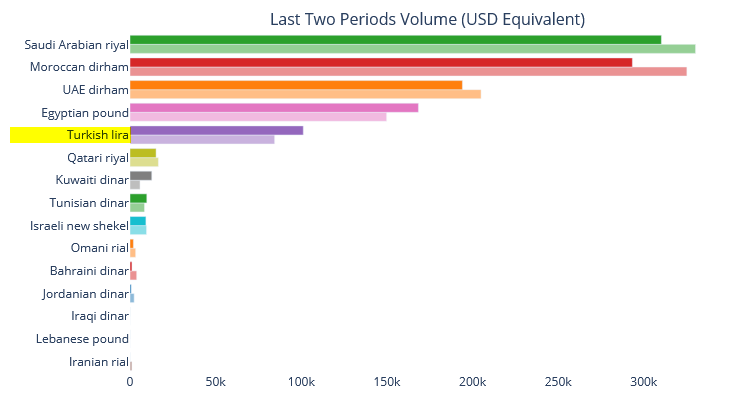 Last Two Periods Volume (USD Equivalent)
Saudi Arabian riyal
Moroccan dirham
UAE dirham
Egyptian pound
Turkish lira
Qatari riyal
Kuwaiti dinar
Tunisian dinar
Israeli new shekel
Omani rial
Bahraini dinar
Jordanian dinar
Iraqi dinar
Lebanese pound
Iranian rial
0 50k 100k 150k 200k 250k 300k